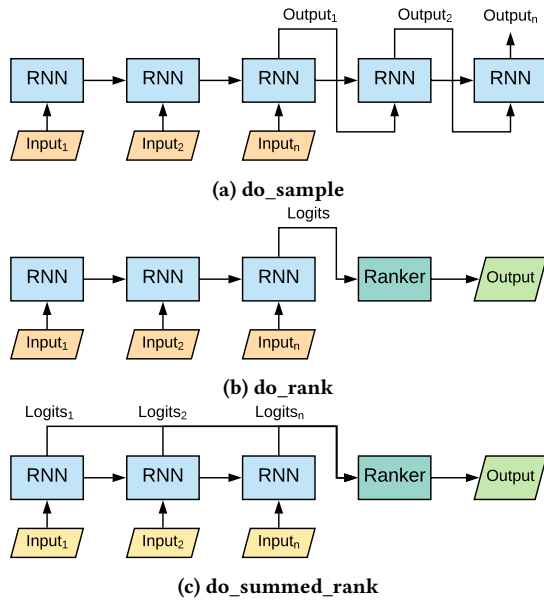 Output₁ Output₂ Outputₙ
RNN RNN RNN RNN RNN
Input₁ Input₂ Inputₙ
(a) do_sample
Logits
RNN RNN RNN Ranker Output
Input₁ Input₂ Inputₙ
(b) do_rank
Logits₁ Logits₂ Logitsₙ
RNN RNN RNN Ranker Output
Input₁ Input₂ Inputₙ
(c) do_summed_rank